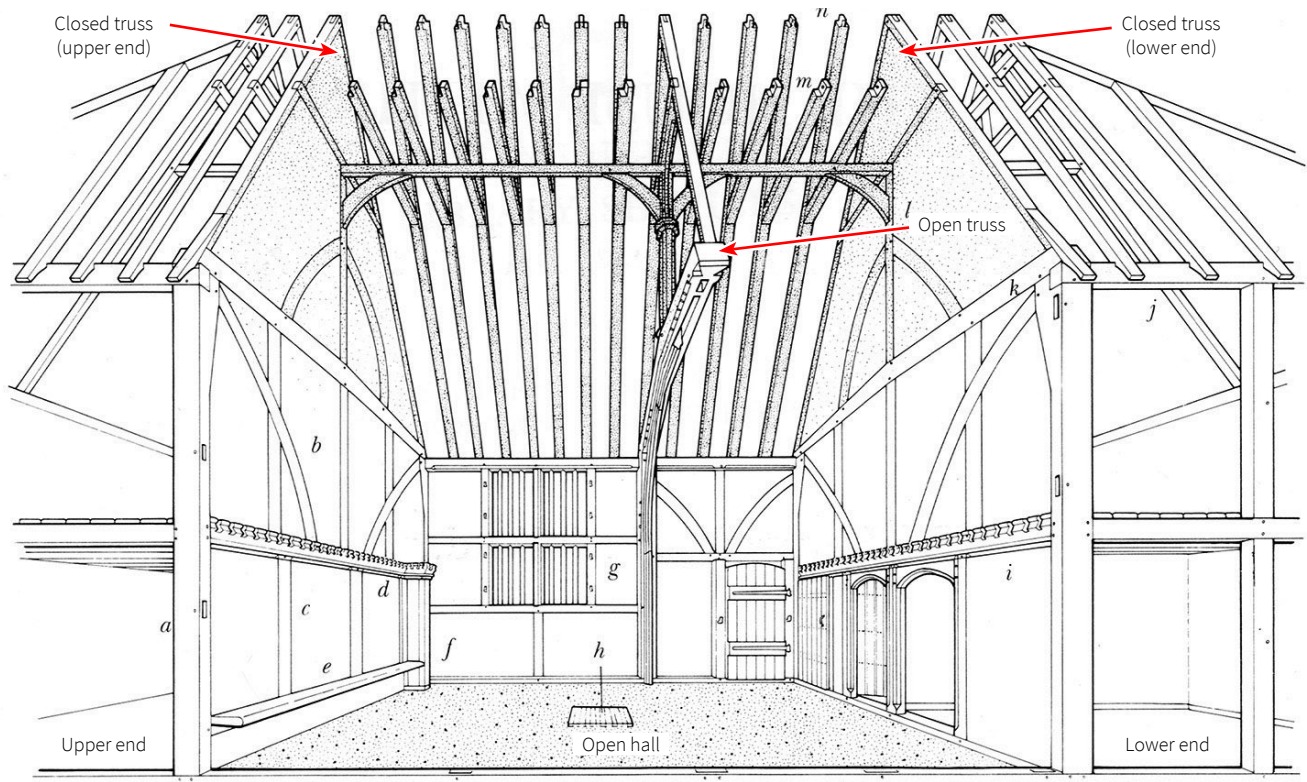 n
Closed truss
(upper end)
Closed truss
(lower end)
m
l
Open truss
k
j
b
a
c
d
g
i
e
f
h
Upper end
Open hall
Lower end